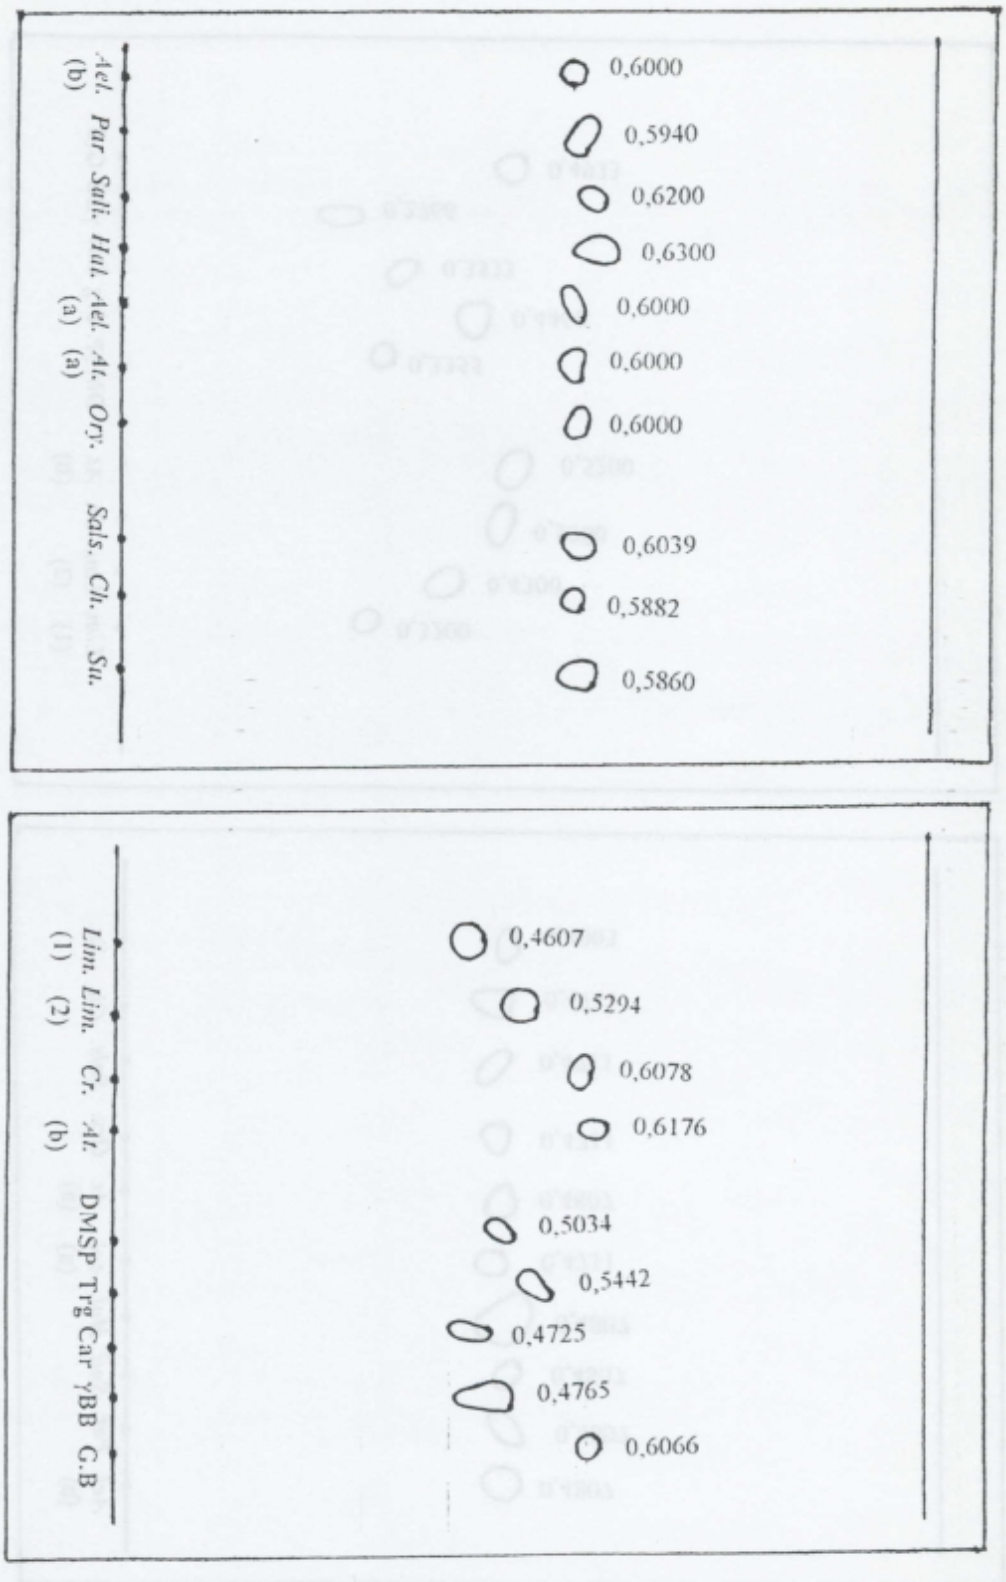 Ael. (b) 0,6000
Par 0,5940
Sali. 0,6200
Hal. 0,6300
Ael. (a) 0,6000
At. (a) 0,6000
Ory. 0,6000
Sals. 0,6039
Ch. 0,5882
Su. 0,5860
Lim. (1) 0,4607
Lim. (2) 0,5294
Cr. 0,6078
At. (b) 0,6176
DMSp 0,5034
Trg 0,5442
Car 0,4725
γBB 0,4765
G.B 0,6066